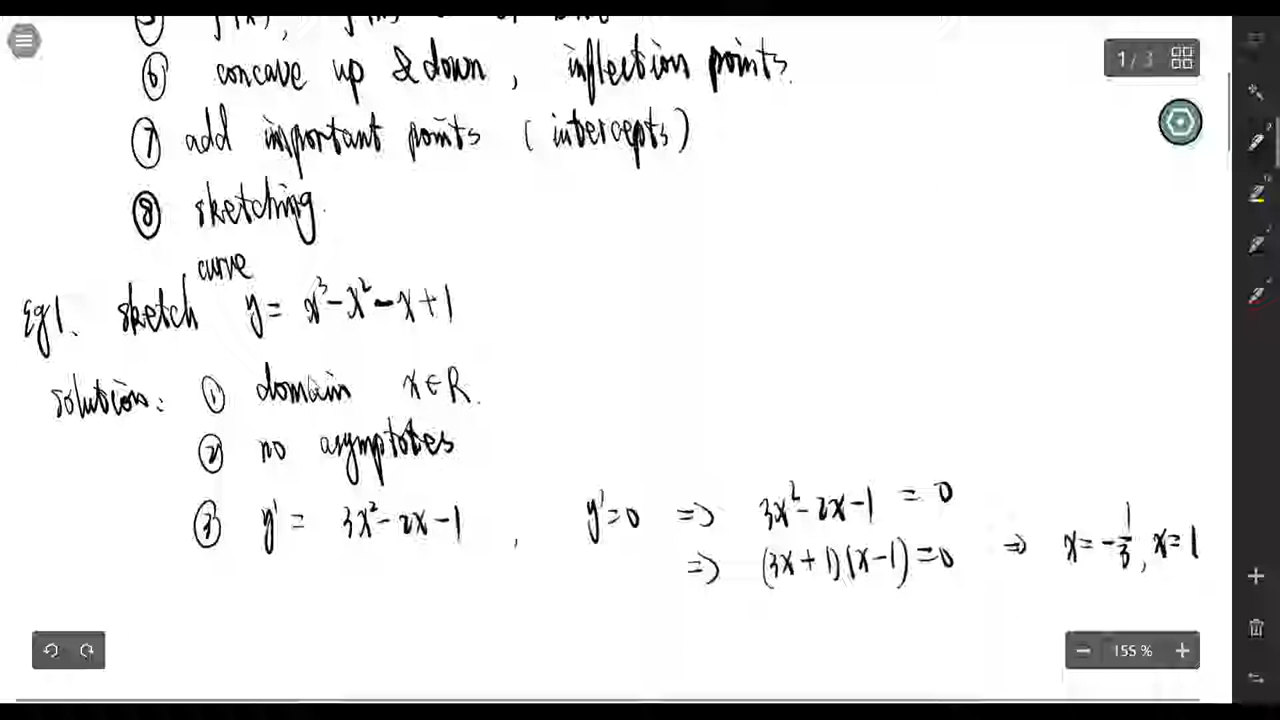 ⑥ concave up & down, inflection points.
1 / 3
⑦ add important points (intercepts)
⑧ sketching.
curve
Eg1. sketch y = x³-x²-x+1
solution: ① domain x∈R.
② no asymptotes
③ y' = 3x²-2x-1, y'=0 ⇒ 3x²-2x-1 = 0
⇒ (3x+1)(x-1)=0 ⇒ x=-1/3, x=1
155 %